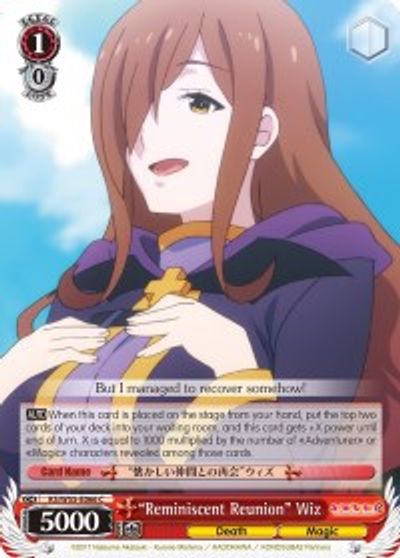 1
0
But I managed to recover somehow!
AUTO When this card is placed on the stage from your hand, put the top two
cards of your deck into your waiting room, and this card gets +X power until
end of turn. X is equal to 1000 multiplied by the number of «Adventurer» or
«Magic» characters revealed among those cards.
Card Name "懐かしい仲間との再会"ウィズ
5000
"Reminiscent Reunion" Wiz
Death Magic